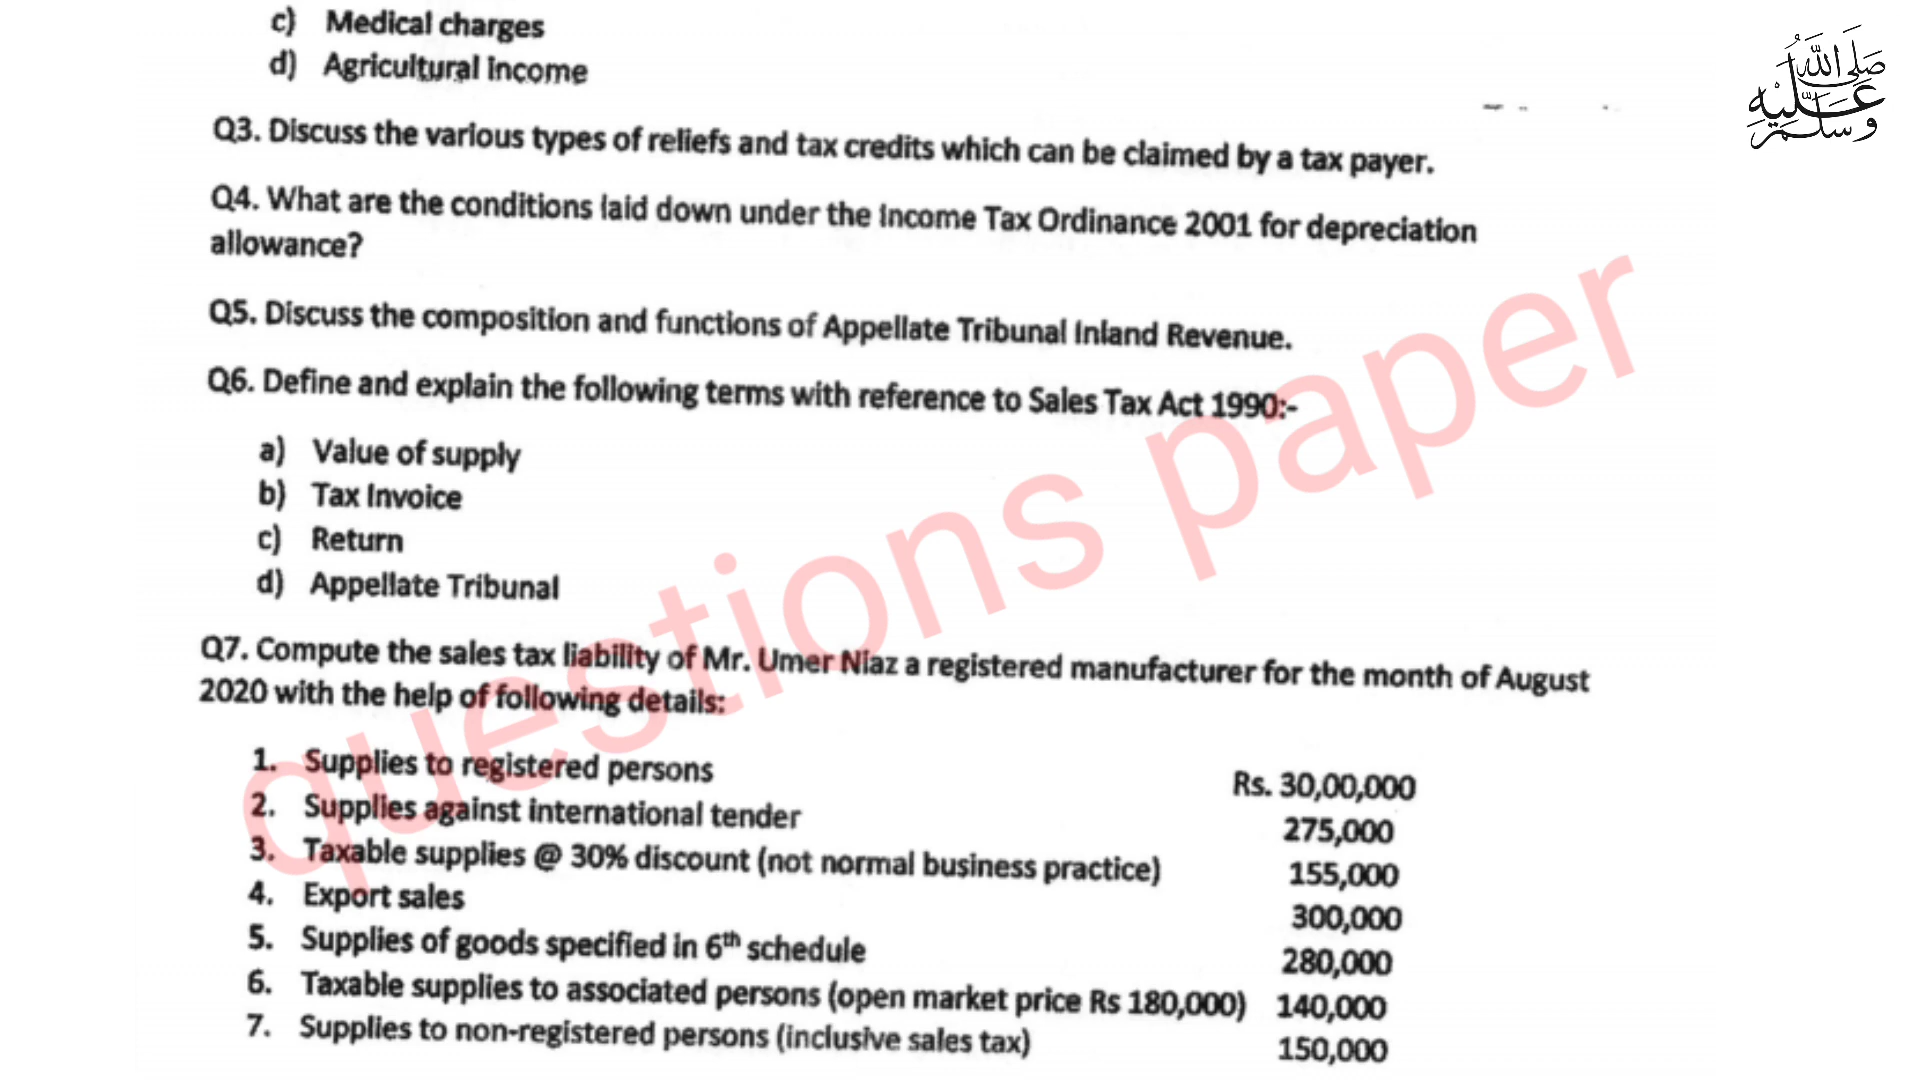 c) Medical charges
d) Agricultural Income
صلى الله
عليه
وسلم
Q3. Discuss the various types of reliefs and tax credits which can be claimed by a tax payer.
Q4. What are the conditions laid down under the Income Tax Ordinance 2001 for depreciation
allowance?
Q5. Discuss the composition and functions of Appellate Tribunal Inland Revenue.
Q6. Define and explain the following terms with reference to Sales Tax Act 1990:-
a) Value of supply
b) Tax Invoice
c) Return
d) Appellate Tribunal
Q7. Compute the sales tax liability of Mr. Umer Niaz a registered manufacturer for the month of August
2020 with the help of following details:
1. Supplies to registered persons Rs. 30,00,000
2. Supplies against international tender 275,000
3. Taxable supplies @ 30% discount (not normal business practice) 155,000
4. Export sales 300,000
5. Supplies of goods specified in 6th schedule 280,000
6. Taxable supplies to associated persons (open market price Rs 180,000) 140,000
7. Supplies to non-registered persons (inclusive sales tax) 150,000
questions paper